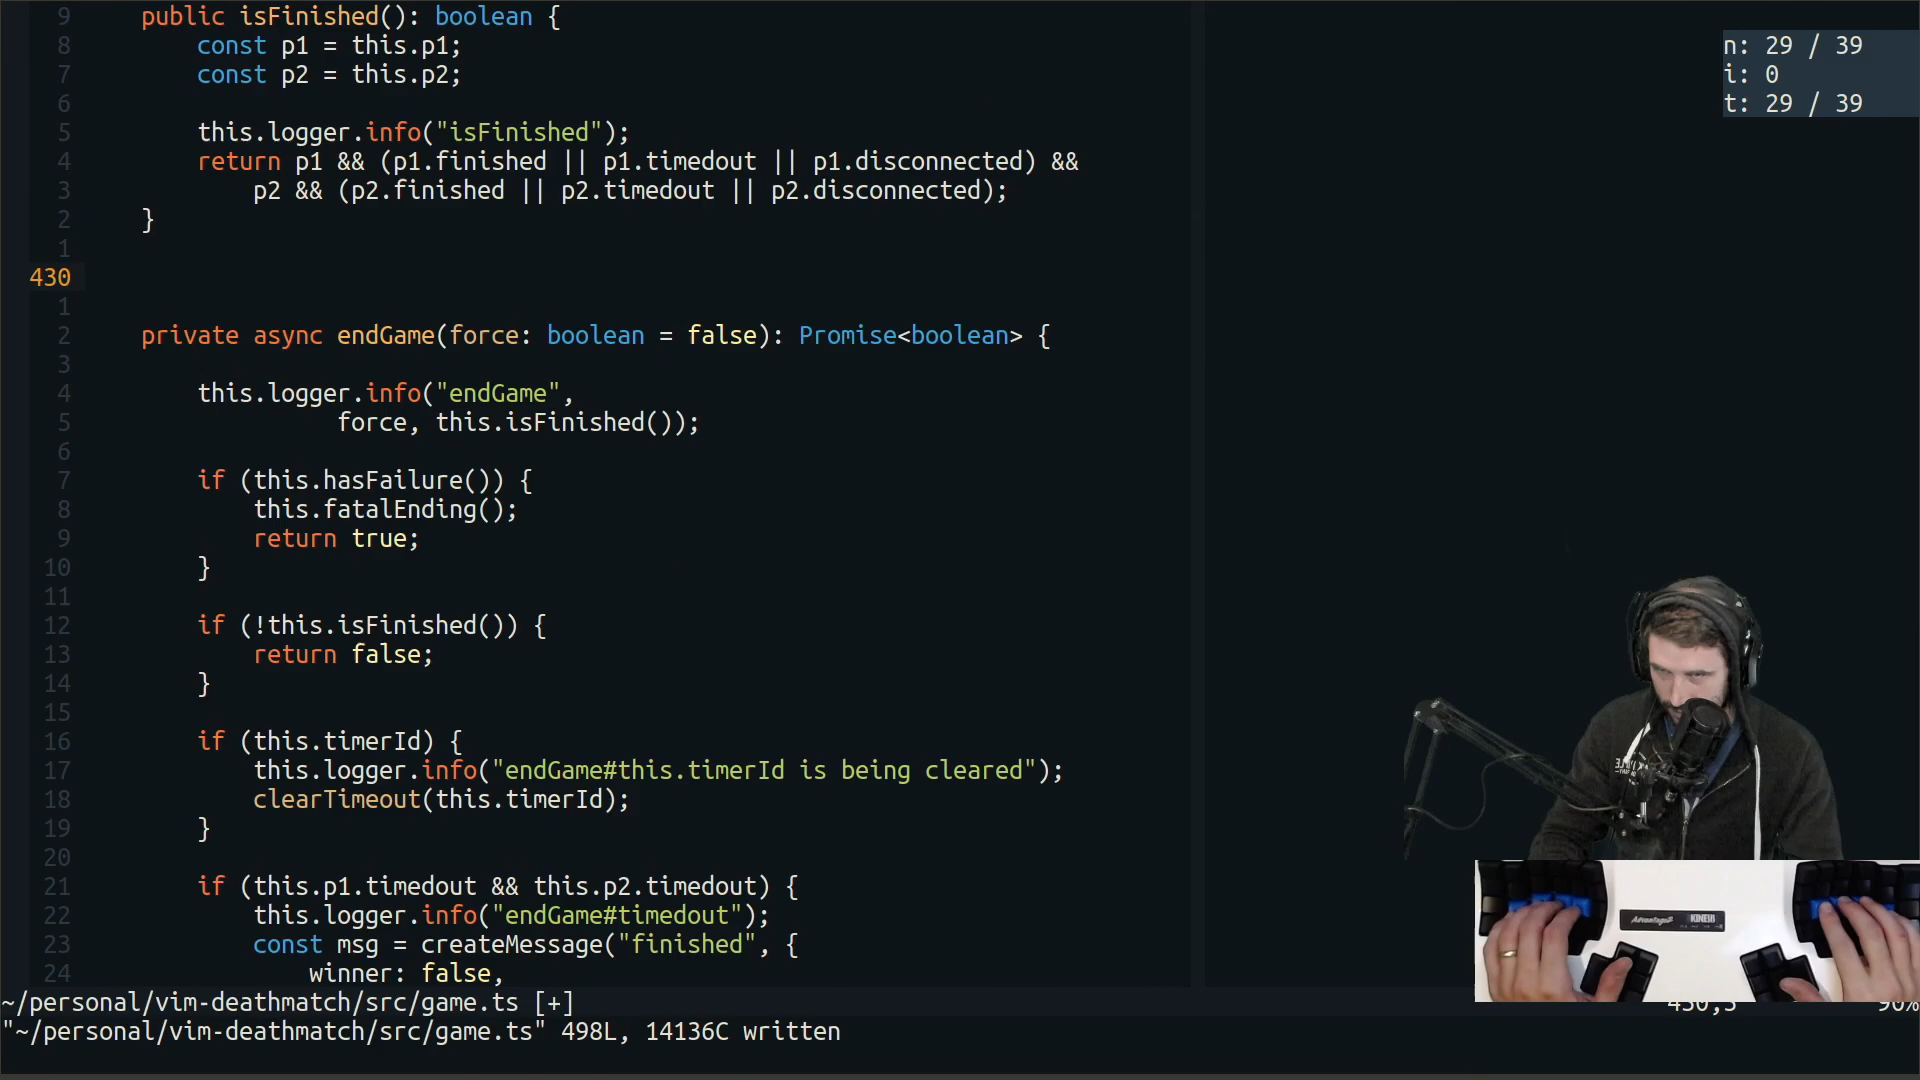 9 public isFinished(): boolean {
8 const p1 = this.p1;
7 const p2 = this.p2;
6
5 this.logger.info("isFinished");
4 return p1 && (p1.finished || p1.timedout || p1.disconnected) &&
3 p2 && (p2.finished || p2.timedout || p2.disconnected);
2 }
1
430
1
2 private async endGame(force: boolean = false): Promise<boolean> {
3
4 this.logger.info("endGame",
5 force, this.isFinished());
6
7 if (this.hasFailure()) {
8 this.fatalEnding();
9 return true;
10 }
11
12 if (!this.isFinished()) {
13 return false;
14 }
15
16 if (this.timerId) {
17 this.logger.info("endGame#this.timerId is being cleared");
18 clearTimeout(this.timerId);
19 }
20
21 if (this.p1.timedout && this.p2.timedout) {
22 this.logger.info("endGame#timedout");
23 const msg = createMessage("finished", {
24 winner: false,
~/personal/vim-deathmatch/src/game.ts [+] 430,5 90%
"~/personal/vim-deathmatch/src/game.ts" 498L, 14136C written
n: 29 / 39
i: 0
t: 29 / 39
Advantage2 KINESIS